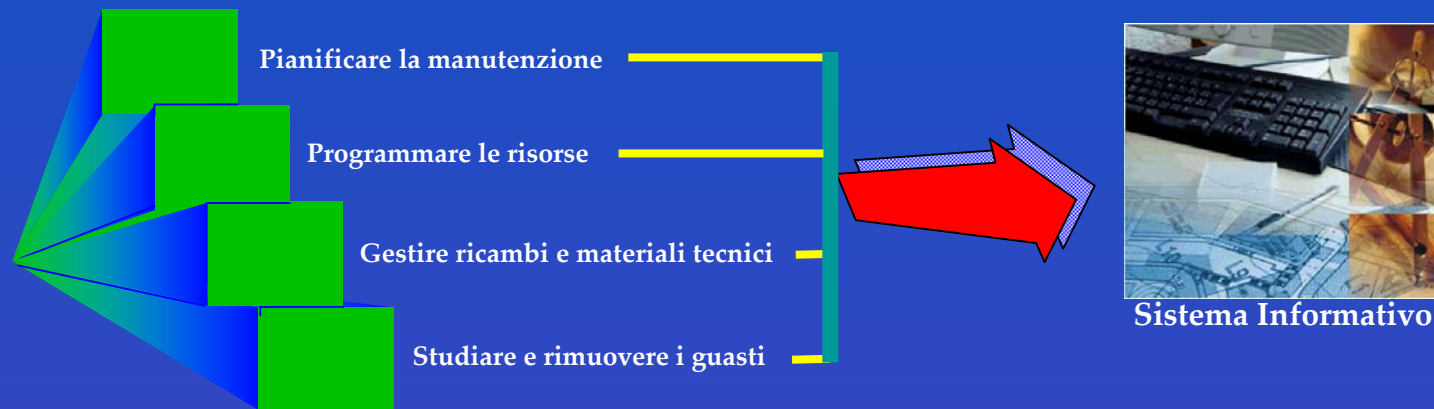 Pianificare la manutenzione
Programmare le risorse
Gestire ricambi e materiali tecnici
Studiare e rimuovere i guasti
Sistema Informativo